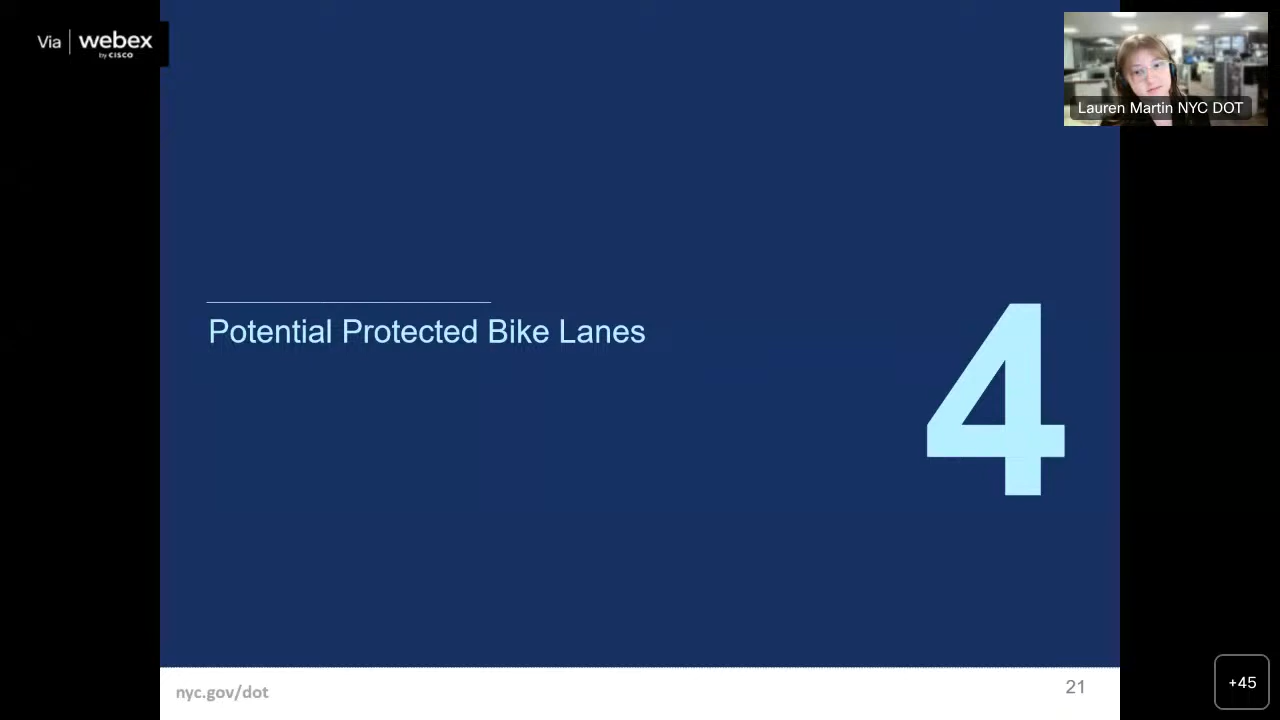 Via | webex
by CISCO
Lauren Martin NYC DOT
Potential Protected Bike Lanes
4
nyc.gov/dot
21
+45